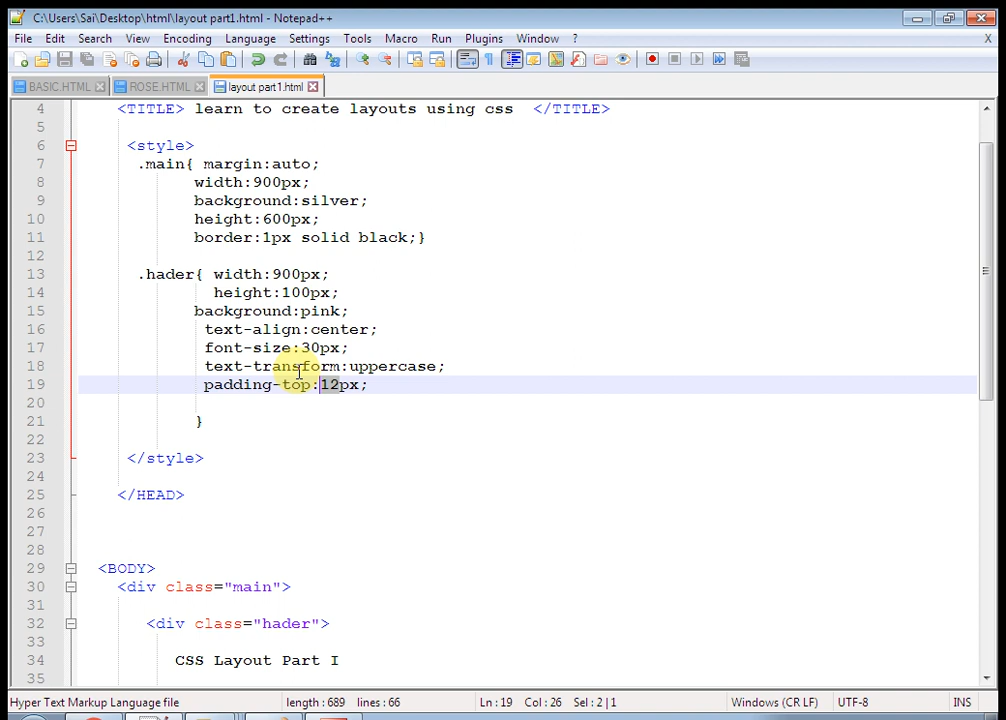 C:\Users\Sai\Desktop\html\layout part1.html - Notepad++
File Edit Search View Encoding Language Settings Tools Macro Run Plugins Window ? X
BASIC HTML ROSE HTML layout part1.html
4 <TITLE> learn to create layouts using css </TITLE>
5
6 <style>
7 .main{ margin:auto;
8 width:900px;
9 background:silver;
10 height:600px;
11 border:1px solid black;}
12
13 .hader{ width:900px;
14 height:100px;
15 background:pink;
16 text-align:center;
17 font-size:30px;
18 text-transform:uppercase;
19 padding-top:12px;
20
21 }
22
23 </style>
24
25 </HEAD>
26
27
28
29 <BODY>
30 <div class="main">
31
32 <div class="hader">
33
34 CSS Layout Part I
35
Hyper Text Markup Language file length : 689 lines : 66 Ln : 19 Col : 26 Sel : 2 | 1 Windows (CR LF) UTF-8 INS